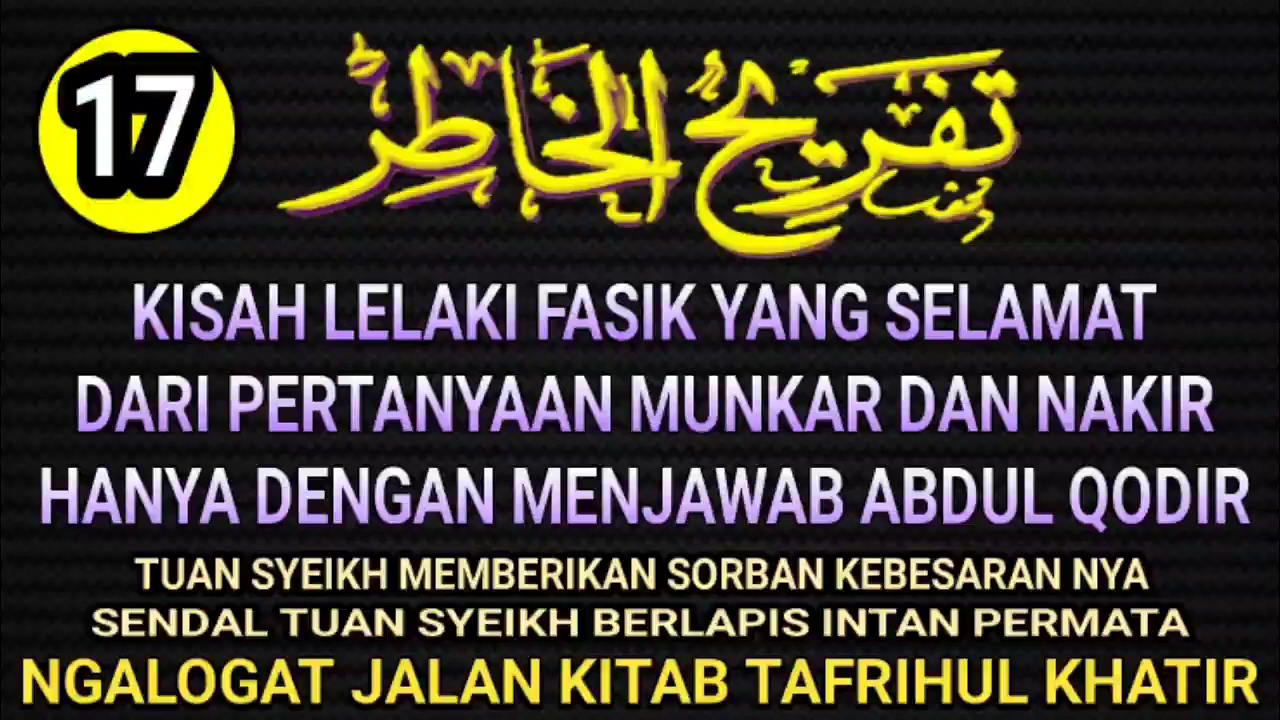 17
تفريح الخاطر
KISAH LELAKI FASIK YANG SELAMAT
DARI PERTANYAAN MUNKAR DAN NAKIR
HANYA DENGAN MENJAWAB ABDUL QODIR
TUAN SYEIKH MEMBERIKAN SORBAN KEBESARAN NYA
SENDAL TUAN SYEIKH BERLAPIS INTAN PERMATA
NGALOGAT JALAN KITAB TAFRIHUL KHATIR